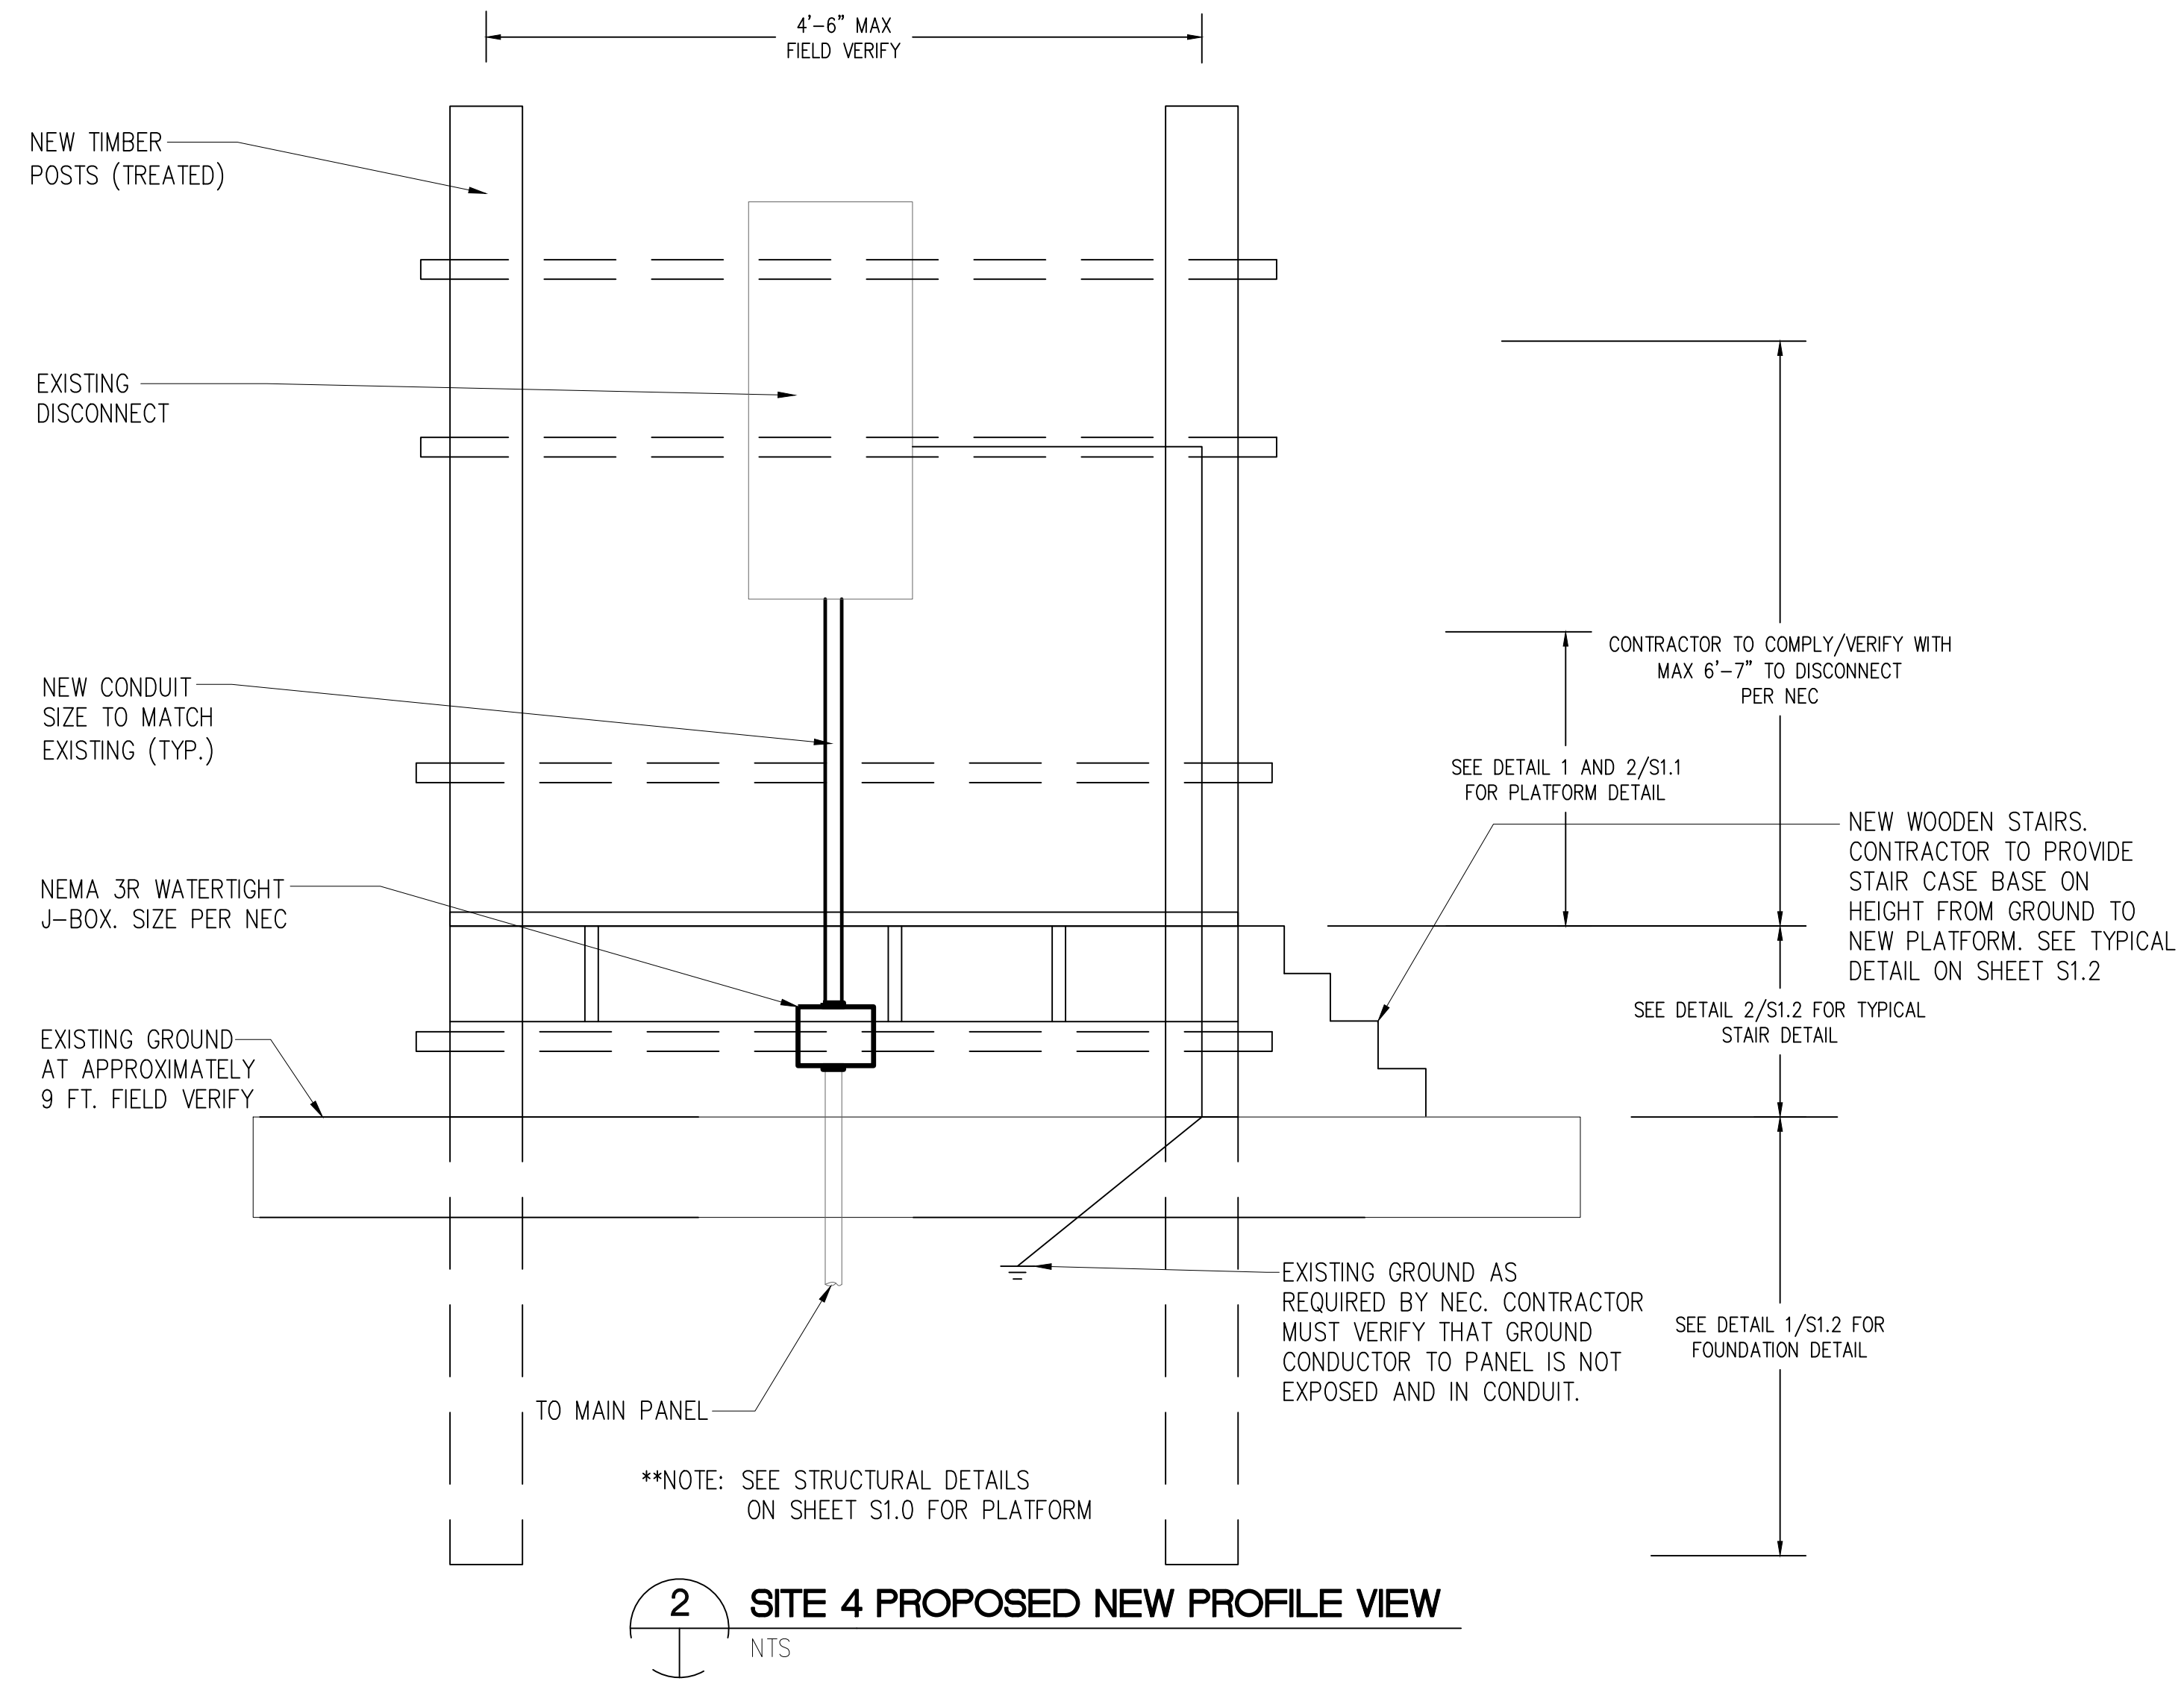 4'-6" MAX
FIELD VERIFY
NEW TIMBER
POSTS (TREATED)
EXISTING
DISCONNECT
NEW CONDUIT
SIZE TO MATCH
EXISTING (TYP.)
NEMA 3R WATERTIGHT
J-BOX. SIZE PER NEC
EXISTING GROUND
AT APPROXIMATELY
9 FT. FIELD VERIFY
CONTRACTOR TO COMPLY/VERIFY WITH
MAX 6'-7" TO DISCONNECT
PER NEC
SEE DETAIL 1 AND 2/S1.1
FOR PLATFORM DETAIL
NEW WOODEN STAIRS.
CONTRACTOR TO PROVIDE
STAIR CASE BASE ON
HEIGHT FROM GROUND TO
NEW PLATFORM. SEE TYPICAL
DETAIL ON SHEET S1.2
SEE DETAIL 2/S1.2 FOR TYPICAL
STAIR DETAIL
EXISTING GROUND AS
REQUIRED BY NEC. CONTRACTOR
MUST VERIFY THAT GROUND
CONDUCTOR TO PANEL IS NOT
EXPOSED AND IN CONDUIT.
SEE DETAIL 1/S1.2 FOR
FOUNDATION DETAIL
TO MAIN PANEL
**NOTE: SEE STRUCTURAL DETAILS
ON SHEET S1.0 FOR PLATFORM
2 SITE 4 PROPOSED NEW PROFILE VIEW
NTS